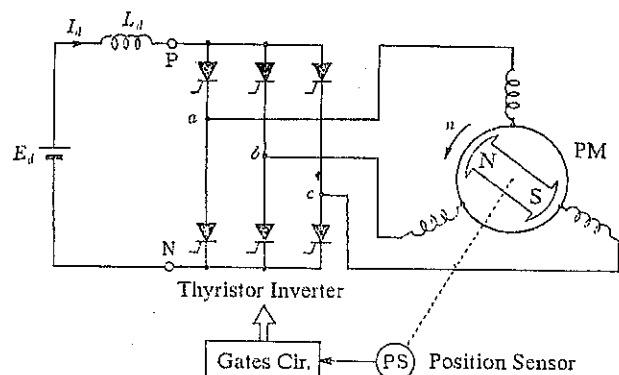 I_d
L_d
P
a
n
PM
N
S
b
E_d
c
N
Thyristor Inverter
Gates Cir.
PS
Position Sensor